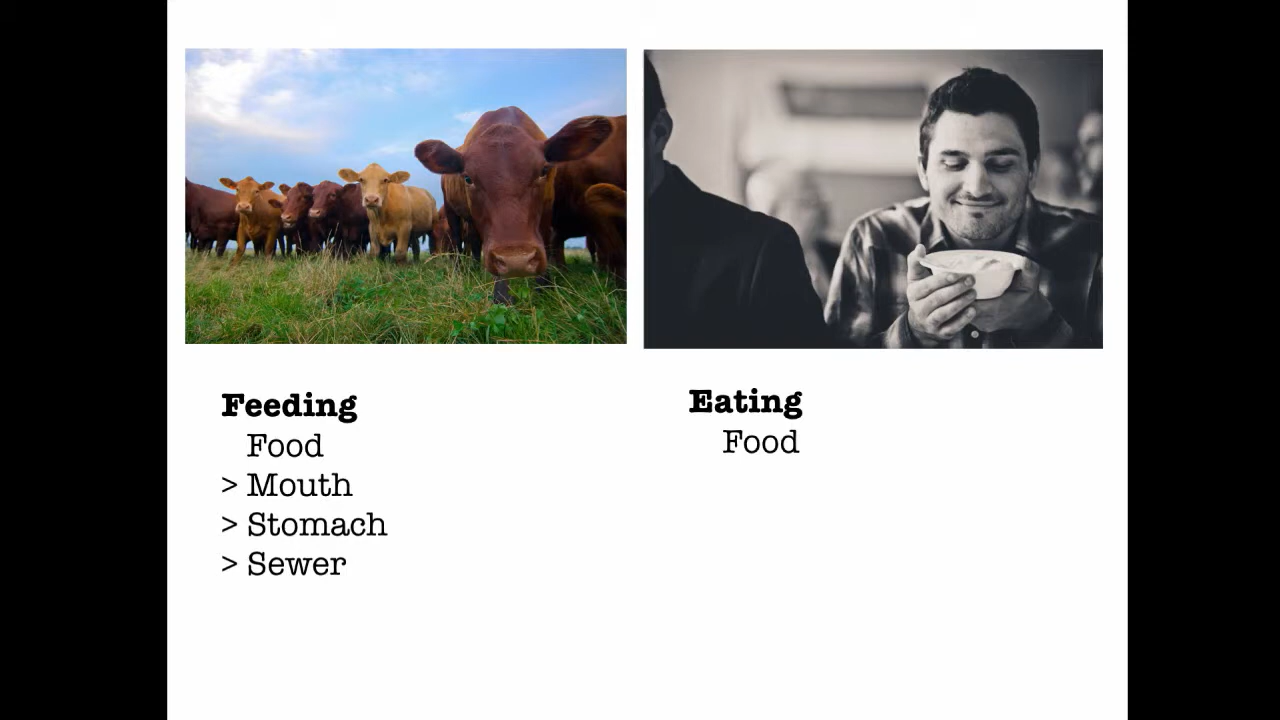 Feeding
Food
> Mouth
> Stomach
> Sewer
Eating
Food